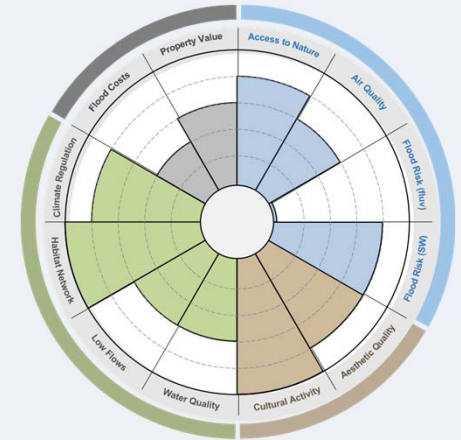 Property Value
Access to Nature
Air Quality
Flood Risk (fluv)
Flood Risk (SW)
Aesthetic Quality
Cultural Activity
Water Quality
Low Flows
Habitat Network
Climate Regulation
Flood Costs